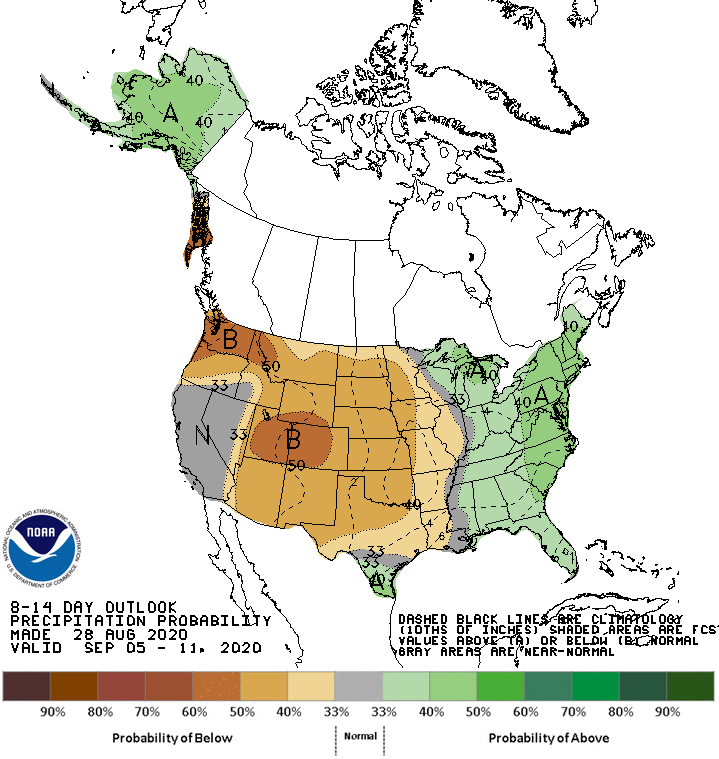 40
A
40
40
B
50
33
N
33
B
50
40
A
40
33
40
A
4
2
40
4
6
33
33
A
NATIONAL OCEANIC AND ATMOSPHERIC ADMINISTRATION
NOAA
U.S. DEPARTMENT OF COMMERCE
8-14 DAY OUTLOOK
PRECIPITATION PROBABILITY
MADE 28 AUG 2020
VALID SEP 05 - 11, 2020
DASHED BLACK LINES ARE CLIMATOLOGY
(10THS OF INCHES) SHADED AREAS ARE FCST
VALUES ABOVE (A) OR BELOW (B) NORMAL
GRAY AREAS ARE NEAR-NORMAL
90% 80% 70% 60% 50% 40% 33% 33% 40% 50% 60% 70% 80% 90%
Probability of Below Normal Probability of Above